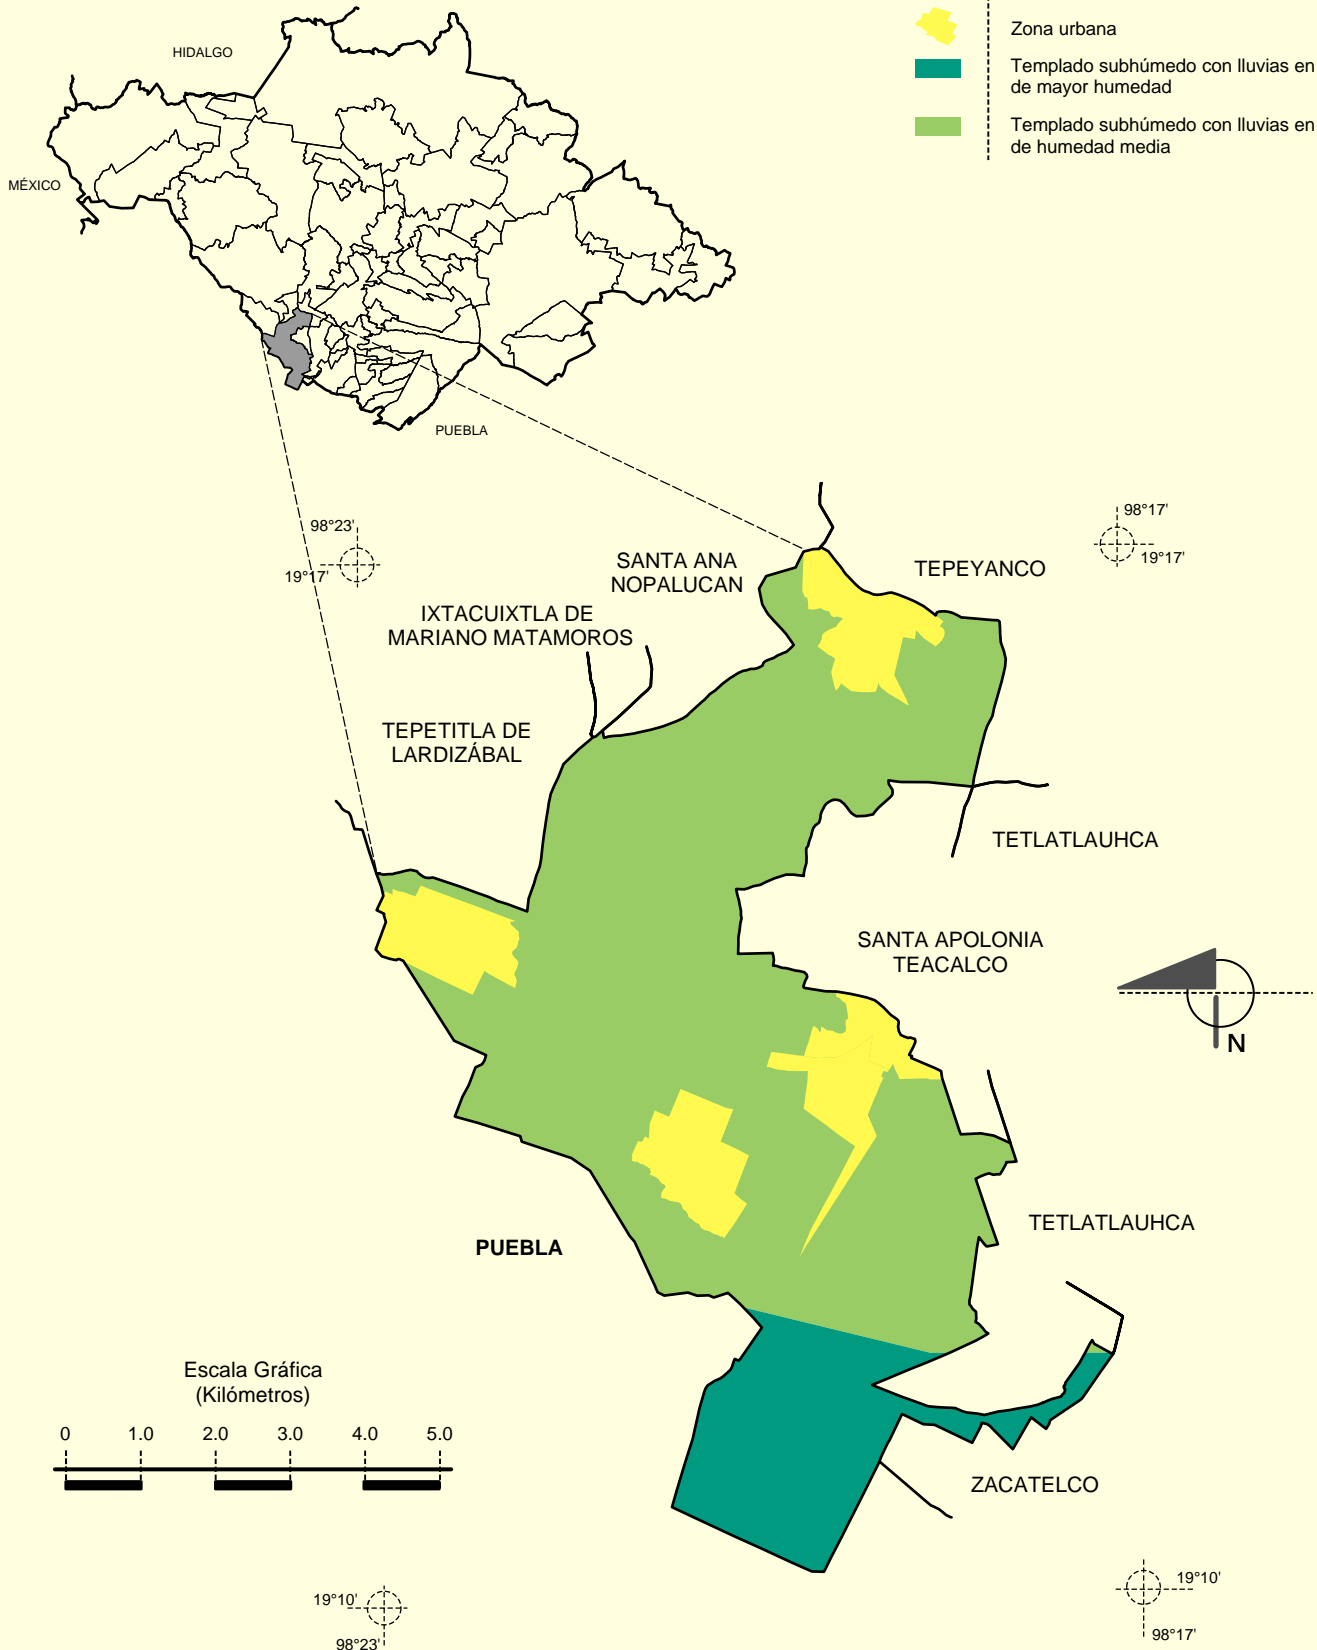 HIDALGO
MÉXICO
PUEBLA
Zona urbana
Templado subhúmedo con lluvias en
de mayor humedad
Templado subhúmedo con lluvias en
de humedad media
98°23'
19°17'
98°17'
19°17'
SANTA ANA
NOPALUCAN
TEPEYANCO
IXTACUIXTLA DE
MARIANO MATAMOROS
TEPETITLA DE
LARDIZÁBAL
TETLATLAUHCA
SANTA APOLONIA
TEACALCO
N
TETLATLAUHCA
PUEBLA
Escala Gráfica
(Kilómetros)
0 1.0 2.0 3.0 4.0 5.0
ZACATELCO
19°10'
98°23'
19°10'
98°17'